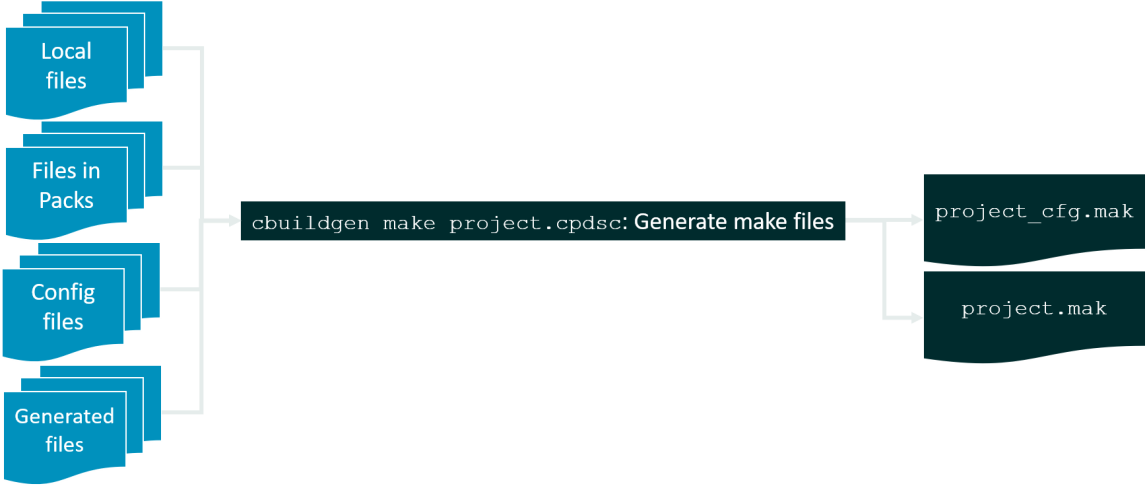 Local
files
Files in
Packs
Config
files
Generated
files
cbuildgen make project.cpdsc: Generate make files
project_cfg.mak
project.mak